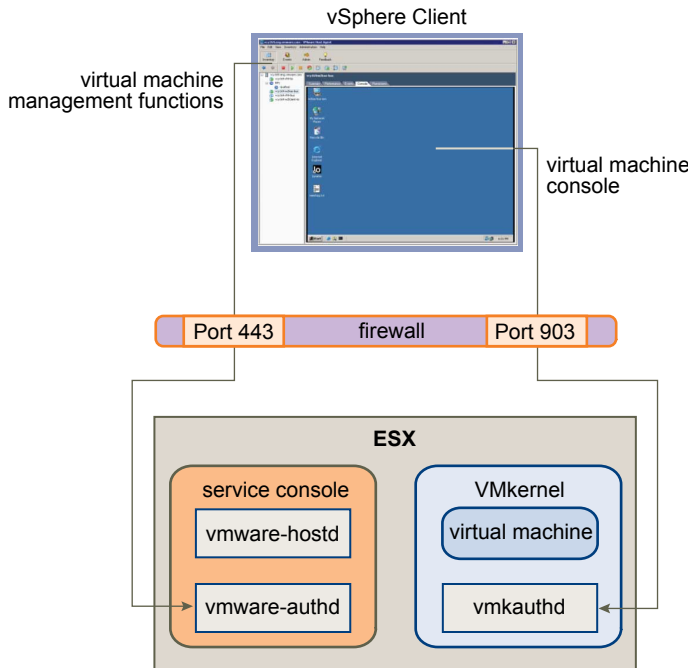 vSphere Client
virtual machine
management functions
virtual machine
console
Port 443
firewall
Port 903
ESX
service console
VMkernel
vmware-hostd
virtual machine
vmware-authd
vmkauthd